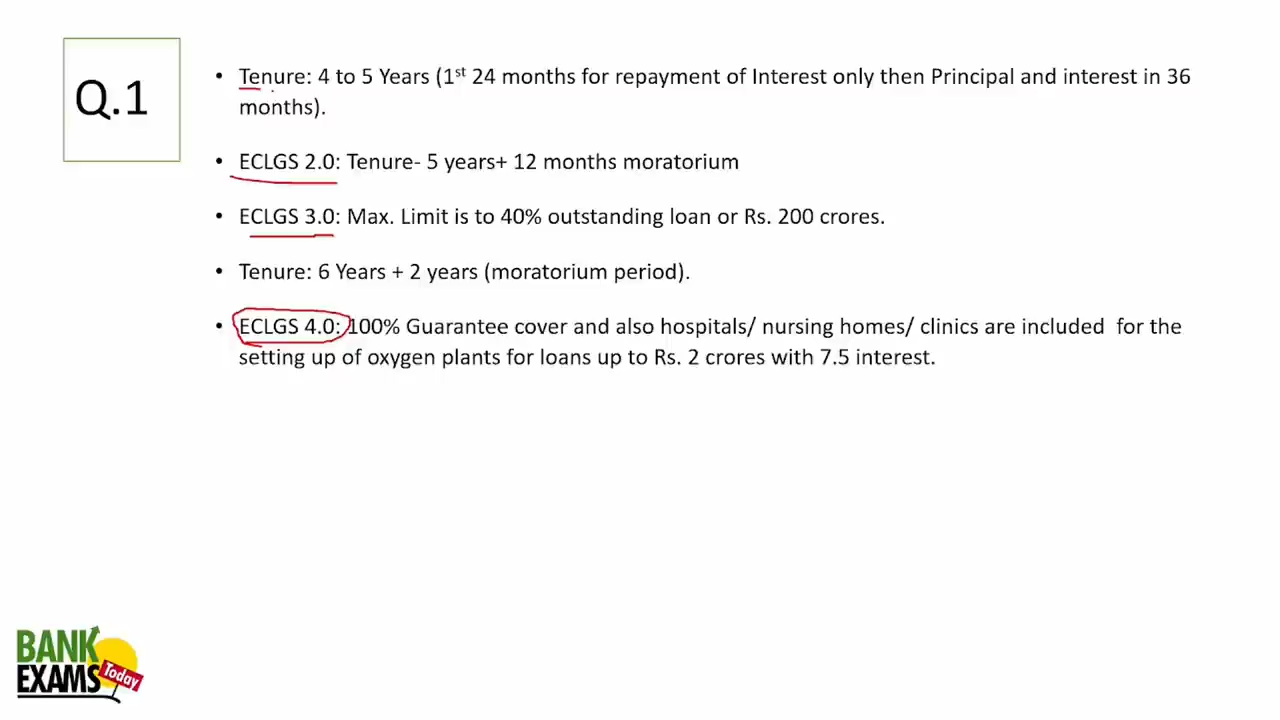 Q.1
• Tenure: 4 to 5 Years (1st 24 months for repayment of Interest only then Principal and interest in 36
months).
• ECLGS 2.0: Tenure- 5 years+ 12 months moratorium
• ECLGS 3.0: Max. Limit is to 40% outstanding loan or Rs. 200 crores.
• Tenure: 6 Years + 2 years (moratorium period).
• ECLGS 4.0: 100% Guarantee cover and also hospitals/ nursing homes/ clinics are included for the
setting up of oxygen plants for loans up to Rs. 2 crores with 7.5 interest.
BANK
EXAMS Today